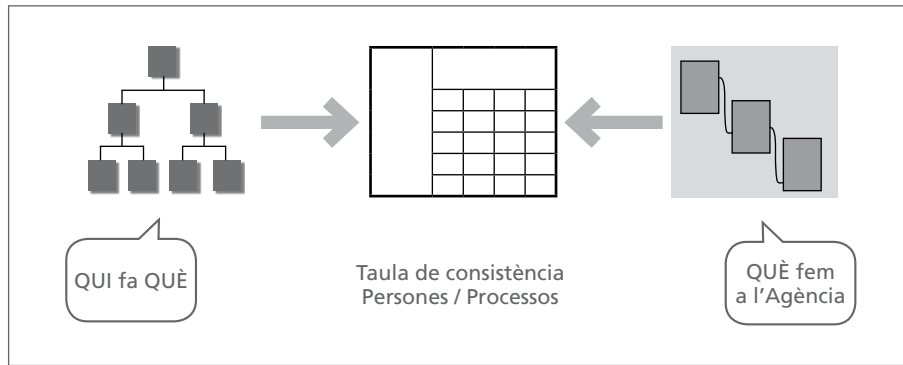 QUI fa QUÈ
Taula de consistència
Persones / Processos
QUÈ fem
a l'Agència